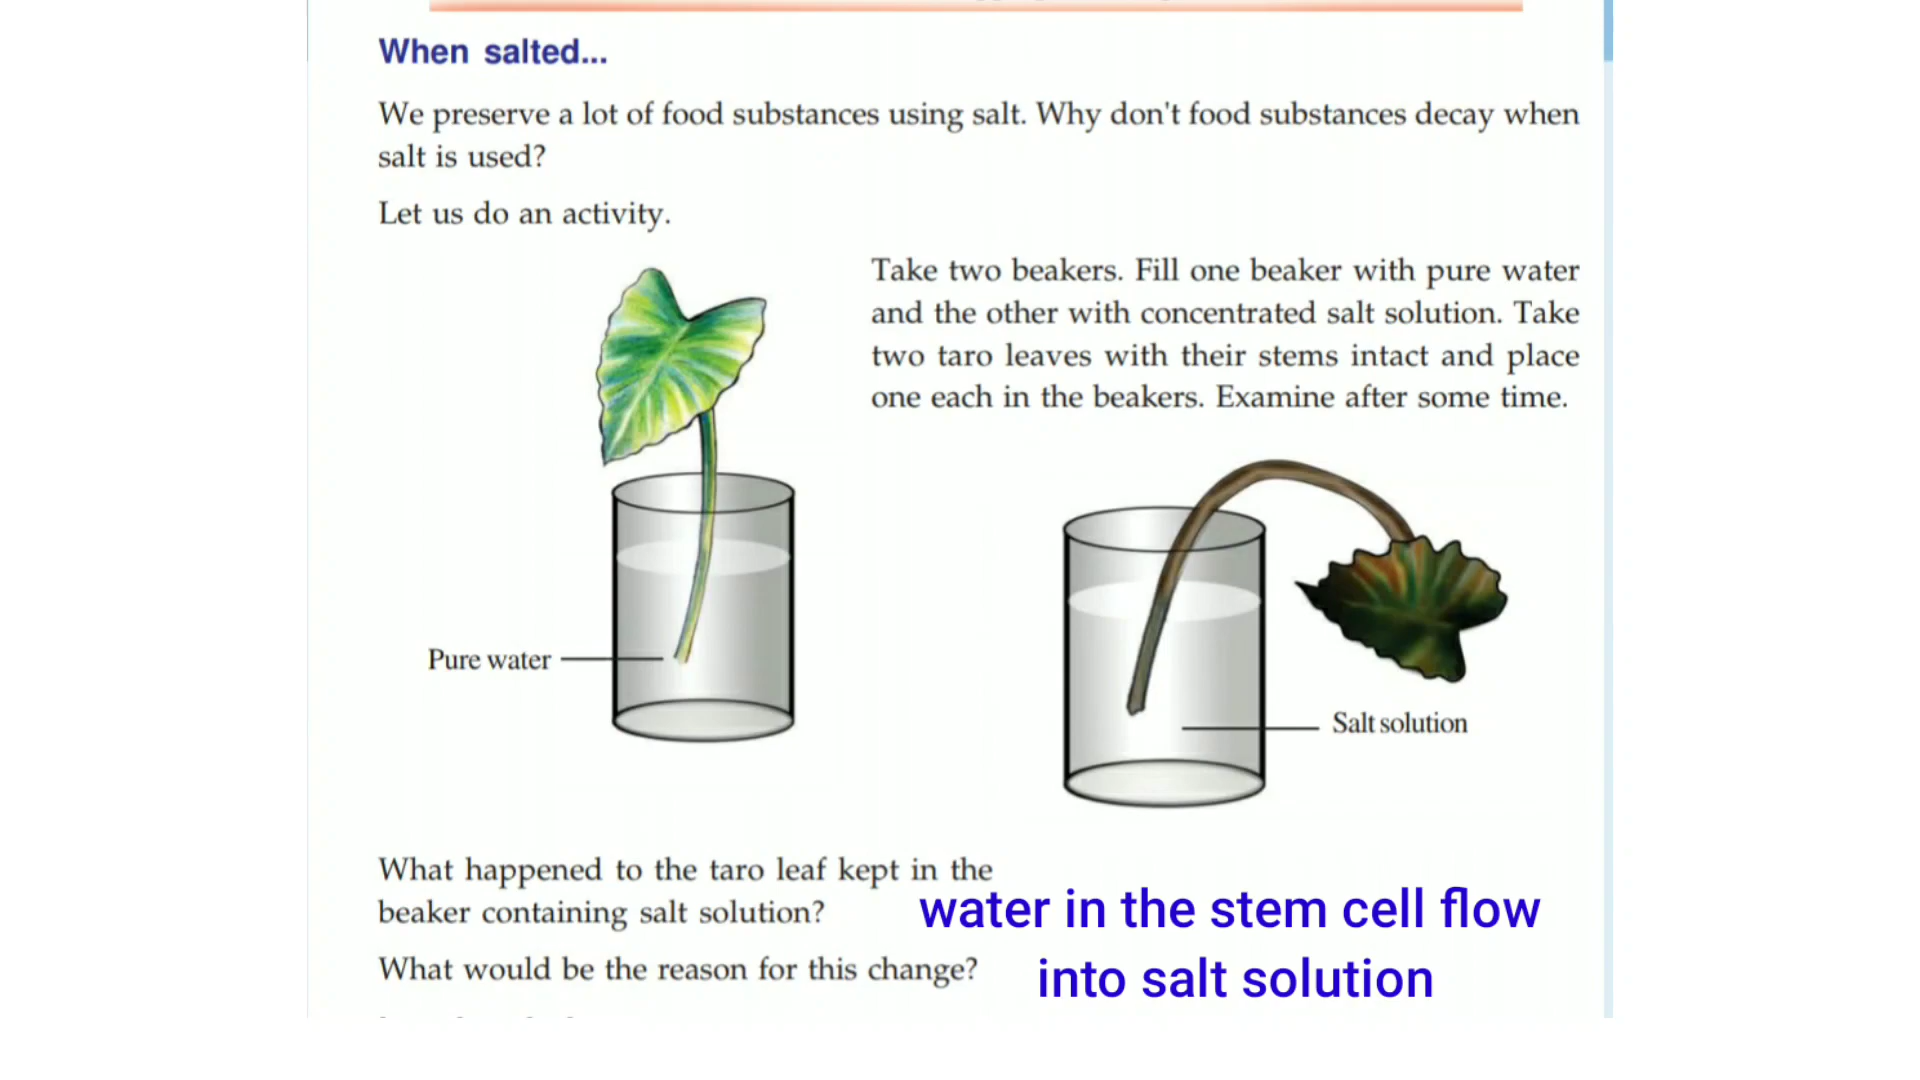 When salted...
We preserve a lot of food substances using salt. Why don't food substances decay when
salt is used?
Let us do an activity.
Take two beakers. Fill one beaker with pure water
and the other with concentrated salt solution. Take
two taro leaves with their stems intact and place
one each in the beakers. Examine after some time.
Pure water
Salt solution
What happened to the taro leaf kept in the
beaker containing salt solution?
What would be the reason for this change?
water in the stem cell flow
into salt solution